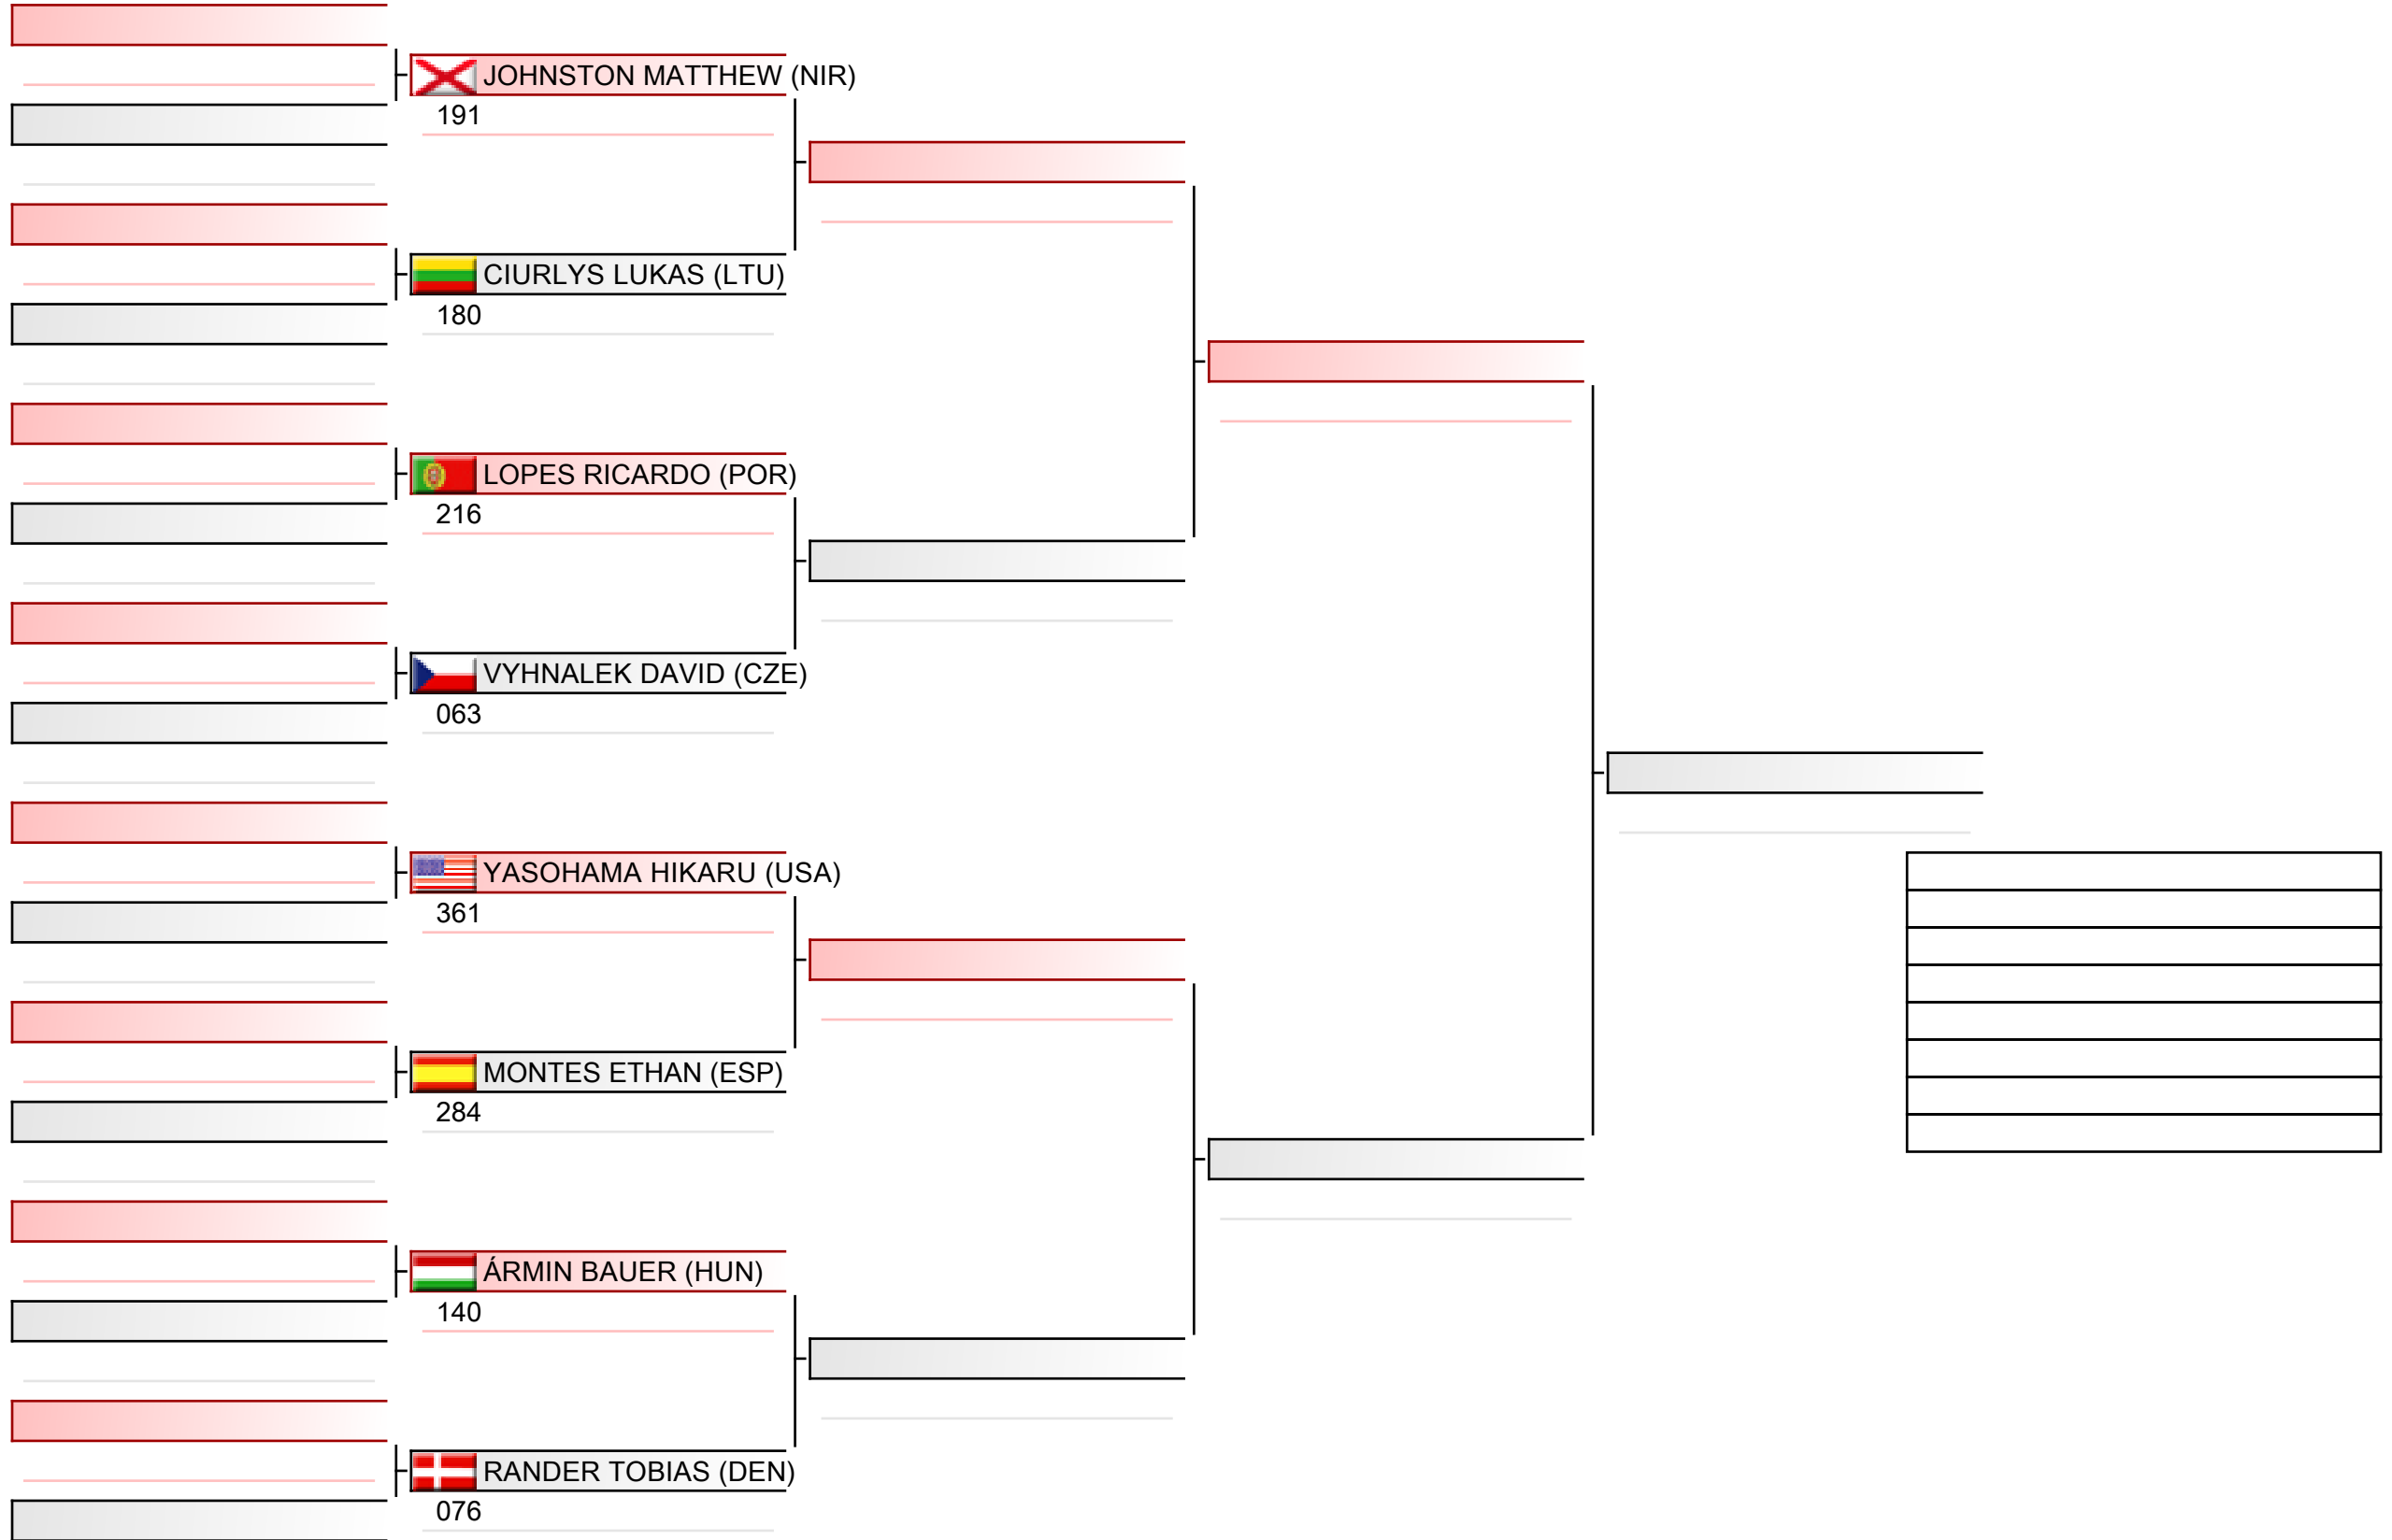 JOHNSTON MATTHEW (NIR)
191
CIURLYS LUKAS (LTU)
180
LOPES RICARDO (POR)
216
VYHNALEK DAVID (CZE)
063
YASOHAMA HIKARU (USA)
361
MONTES ETHAN (ESP)
284
ÁRMIN BAUER (HUN)
140
RANDER TOBIAS (DEN)
076